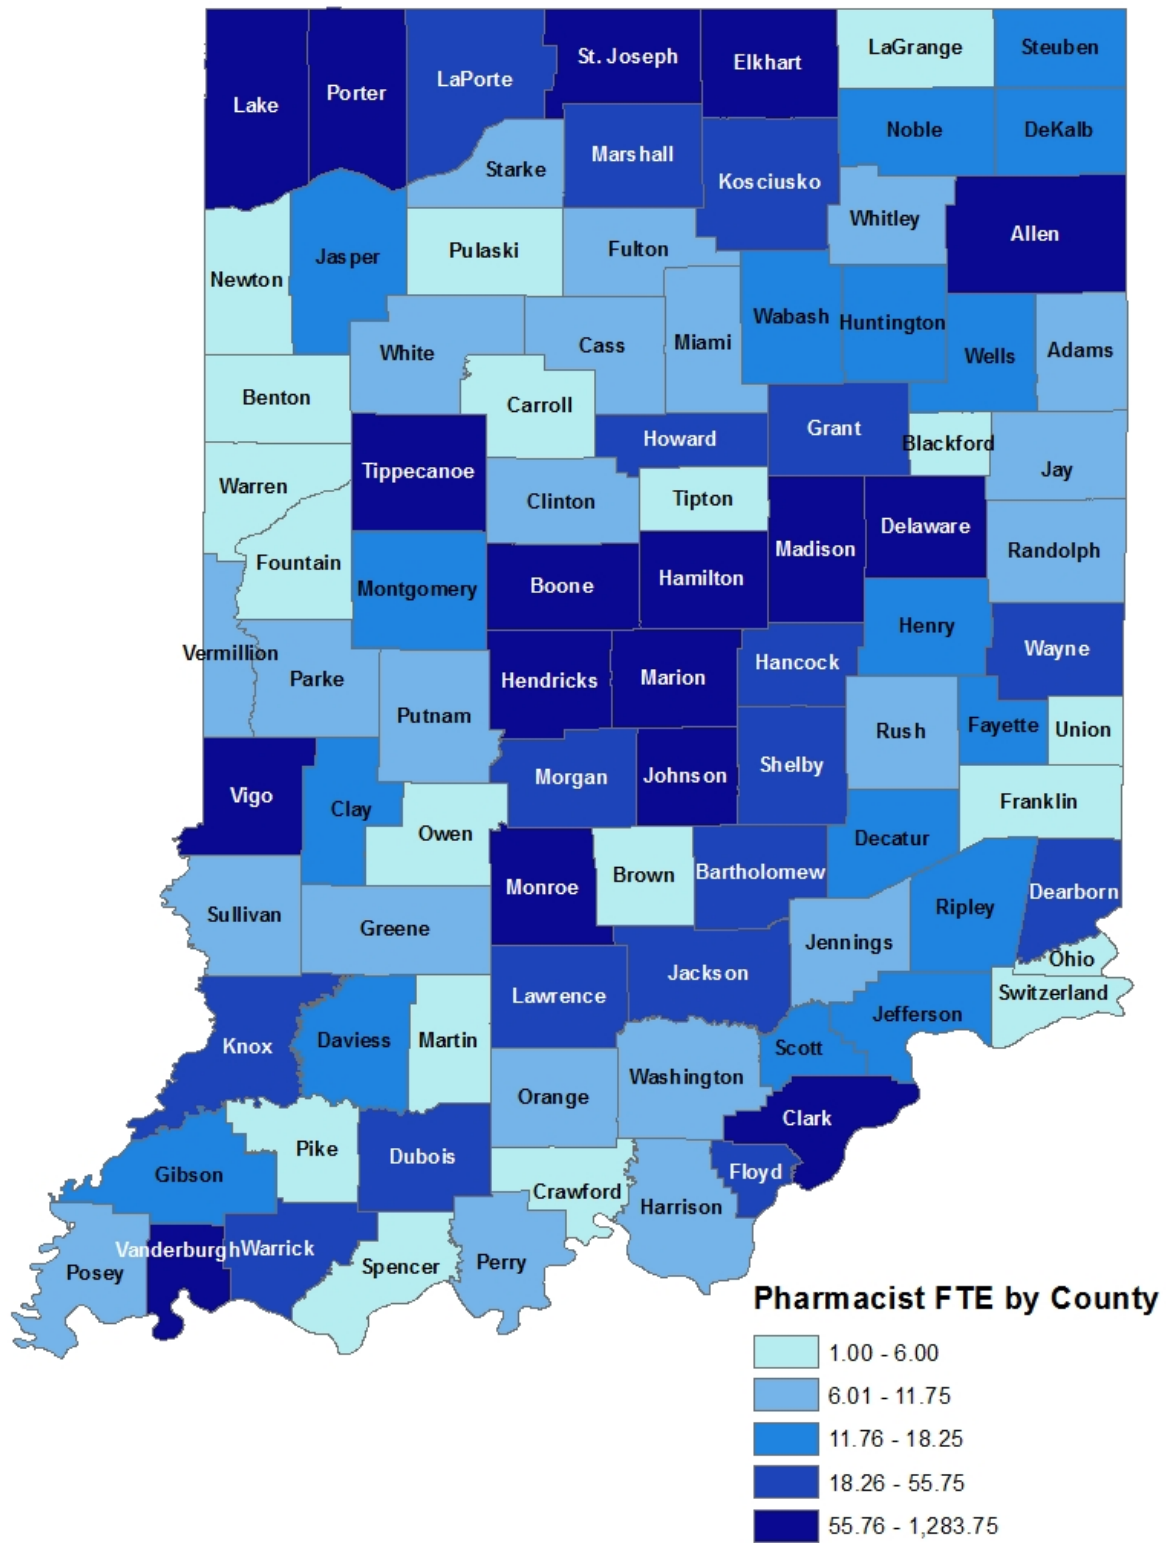 St. Joseph
Elkhart
LaGrange
Steuben
LaPorte
Porter
Lake
Noble
DeKalb
Marshall
Starke
Kosciusko
Whitley
Allen
Pulaski
Fulton
Jasper
Newton
Wabash
Huntington
Miami
Cass
White
Wells
Adams
Benton
Carroll
Grant
Howard
Blackford
Tippecanoe
Jay
Warren
Clinton
Tipton
Delaware
Madison
Randolph
Fountain
Hamilton
Boone
Montgomery
Henry
Wayne
Vermillion
Hancock
Parke
Hendricks
Marion
Putnam
Fayette
Union
Rush
Shelby
Morgan
Johnson
Vigo
Clay
Franklin
Owen
Decatur
Bartholomew
Brown
Monroe
Dearborn
Ripley
Sullivan
Greene
Jennings
Ohio
Jackson
Lawrence
Switzerland
Jefferson
Knox
Daviess
Martin
Scott
Washington
Orange
Clark
Pike
Dubois
Gibson
Floyd
Crawford
Harrison
Vanderburgh
Warrick
Posey
Spencer
Perry
Pharmacist FTE by County
1.00 - 6.00
6.01 - 11.75
11.76 - 18.25
18.26 - 55.75
55.76 - 1,283.75